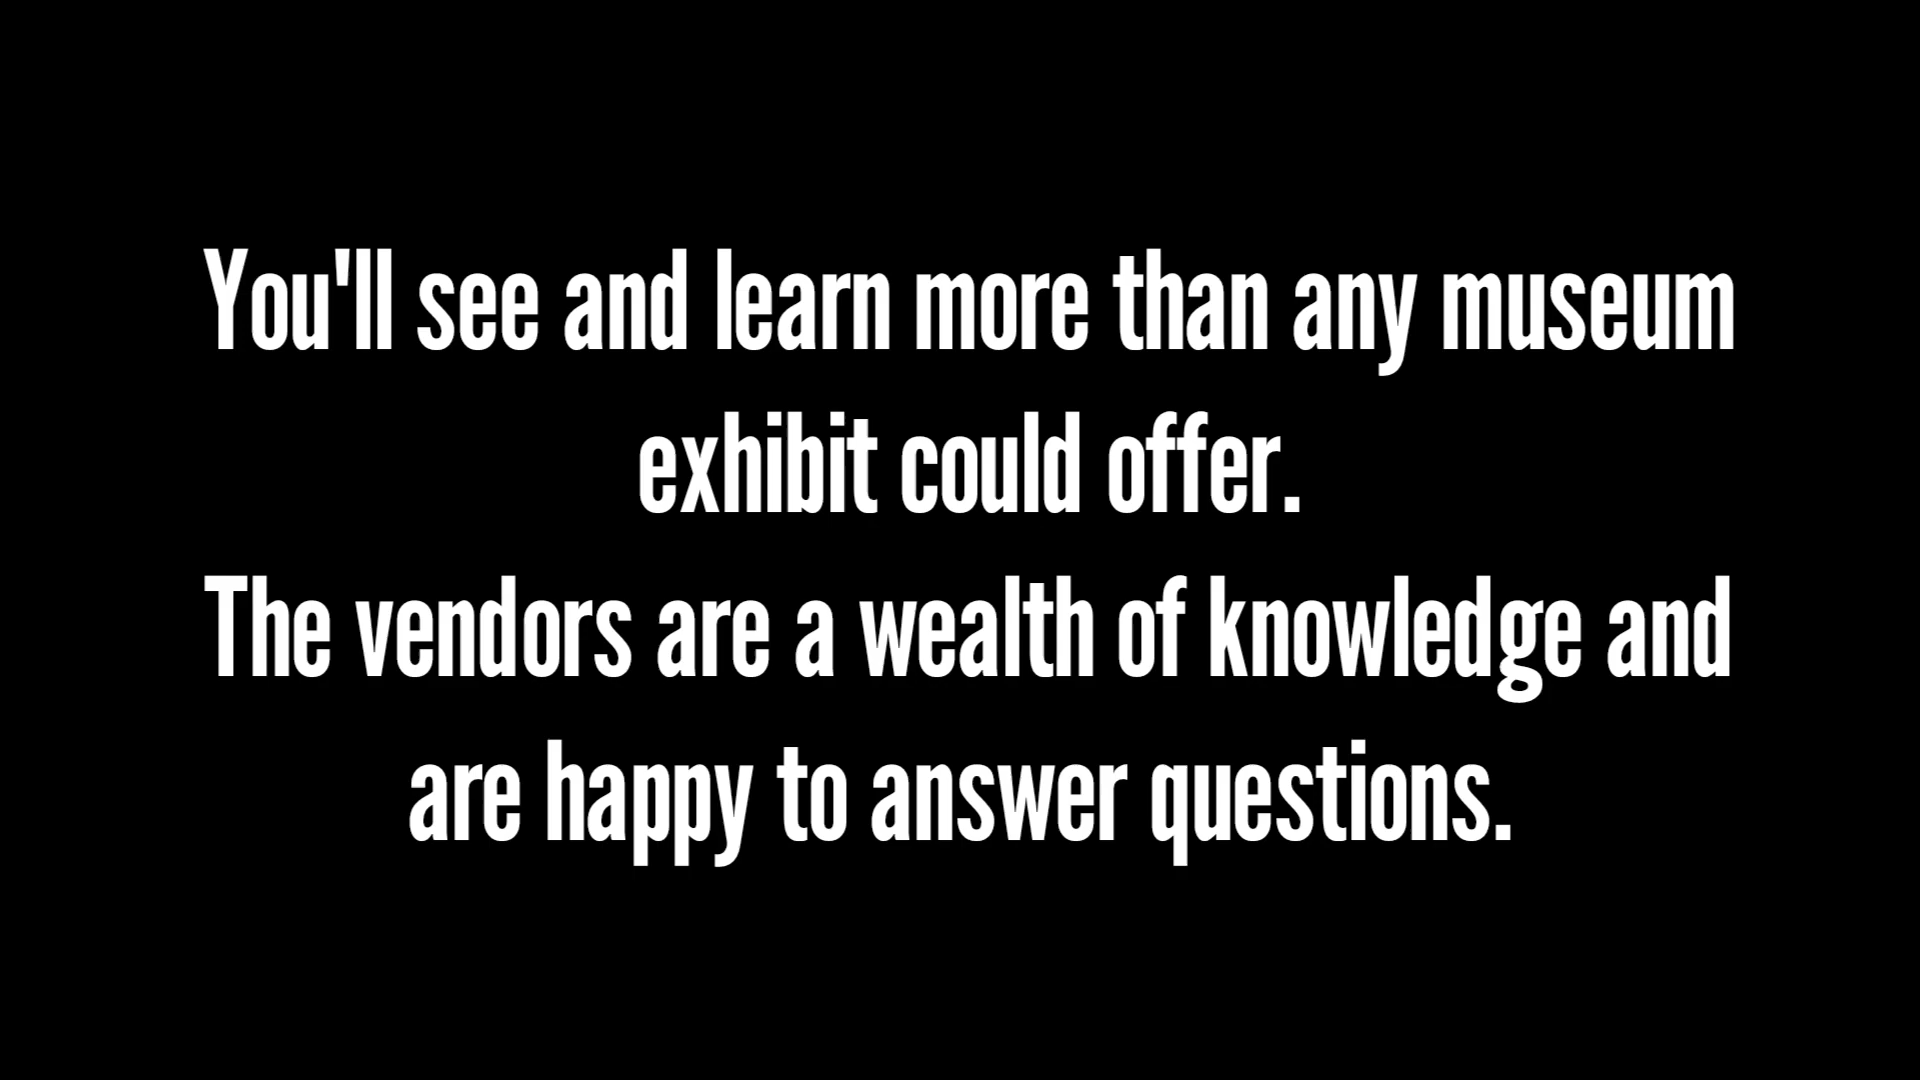 You'll see and learn more than any museum
exhibit could offer.
The vendors are a wealth of knowledge and
are happy to answer questions.